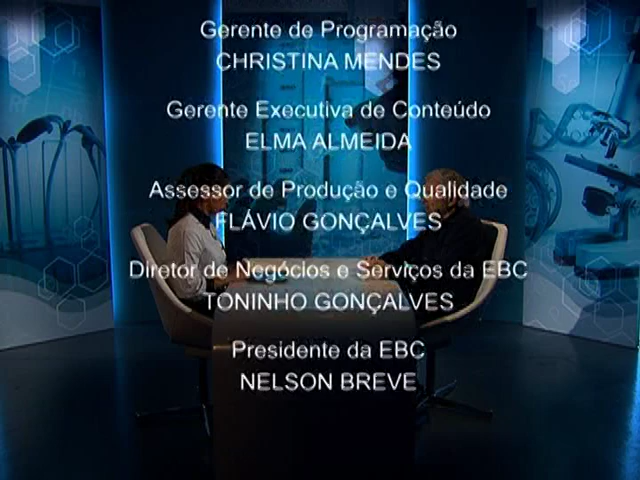 Gerente de Programação
CHRISTINA MENDES
Gerente Executiva de Conteúdo
ELMA ALMEIDA
Assessor de Produção e Qualidade
FLÁVIO GONÇALVES
Diretor de Negócios e Serviços da EBC
TONINHO GONÇALVES
Presidente da EBC
NELSON BREVE